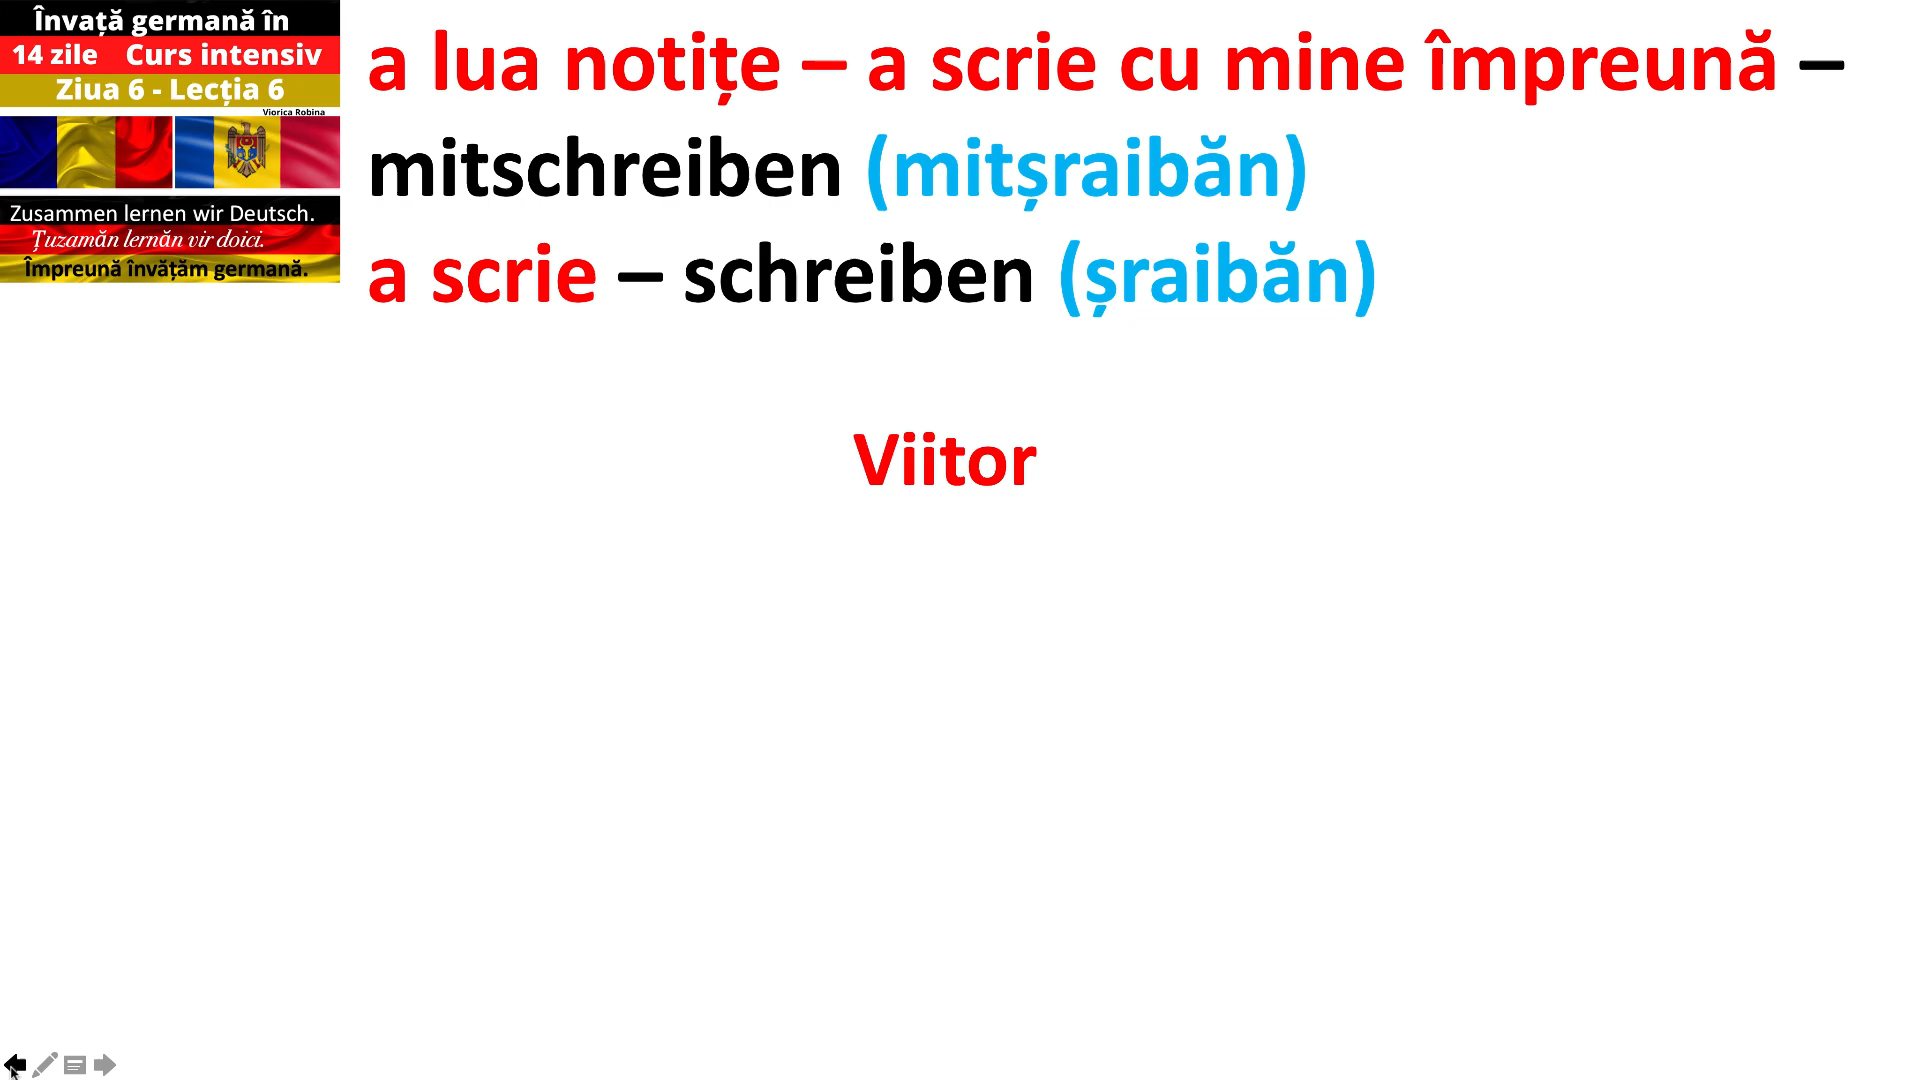 Învață germană în
14 zile Curs intensiv
Ziua 6 - Lecția 6
Viorica Robina
Zusammen lernen wir Deutsch.
Țuzamăn lernăn vir doici.
Împreună învățăm germană.
a lua notițe – a scrie cu mine împreună –
mitschreiben (mitșraibăn)
a scrie – schreiben (șraibăn)
Viitor